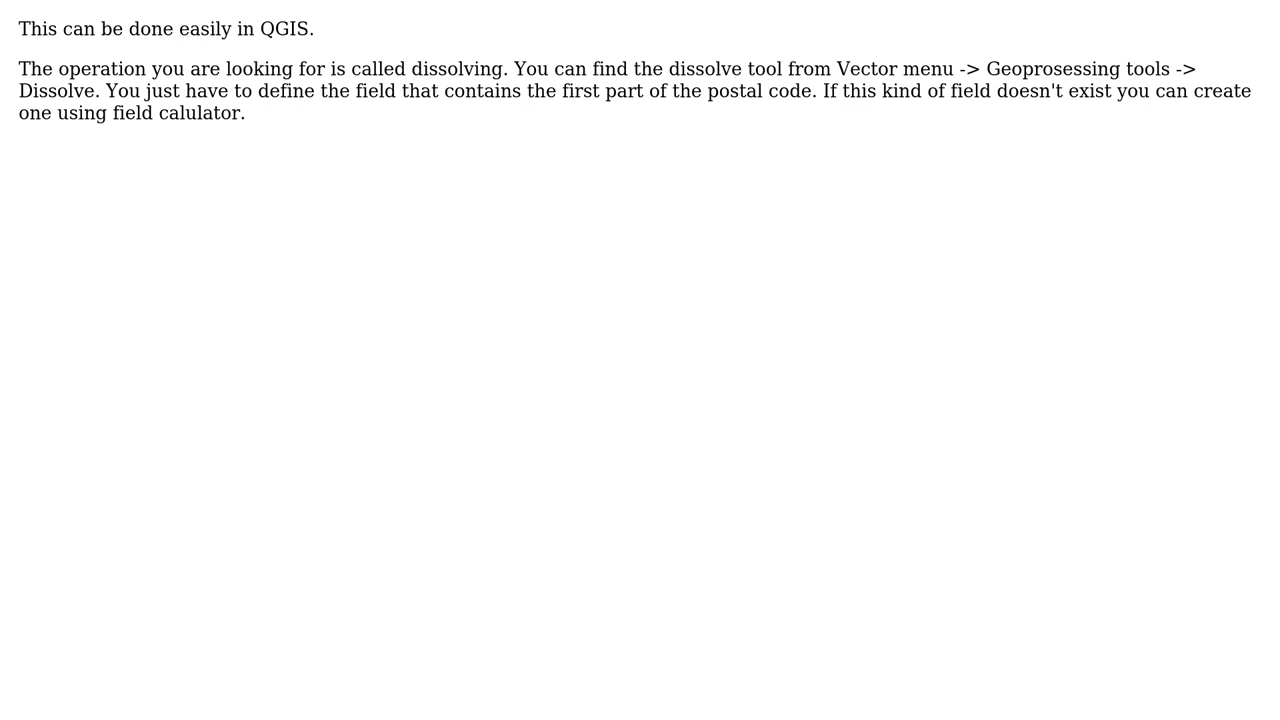 This can be done easily in QGIS.
The operation you are looking for is called dissolving. You can find the dissolve tool from Vector menu -> Geoprosessing tools ->
Dissolve. You just have to define the field that contains the first part of the postal code. If this kind of field doesn't exist you can create
one using field calulator.